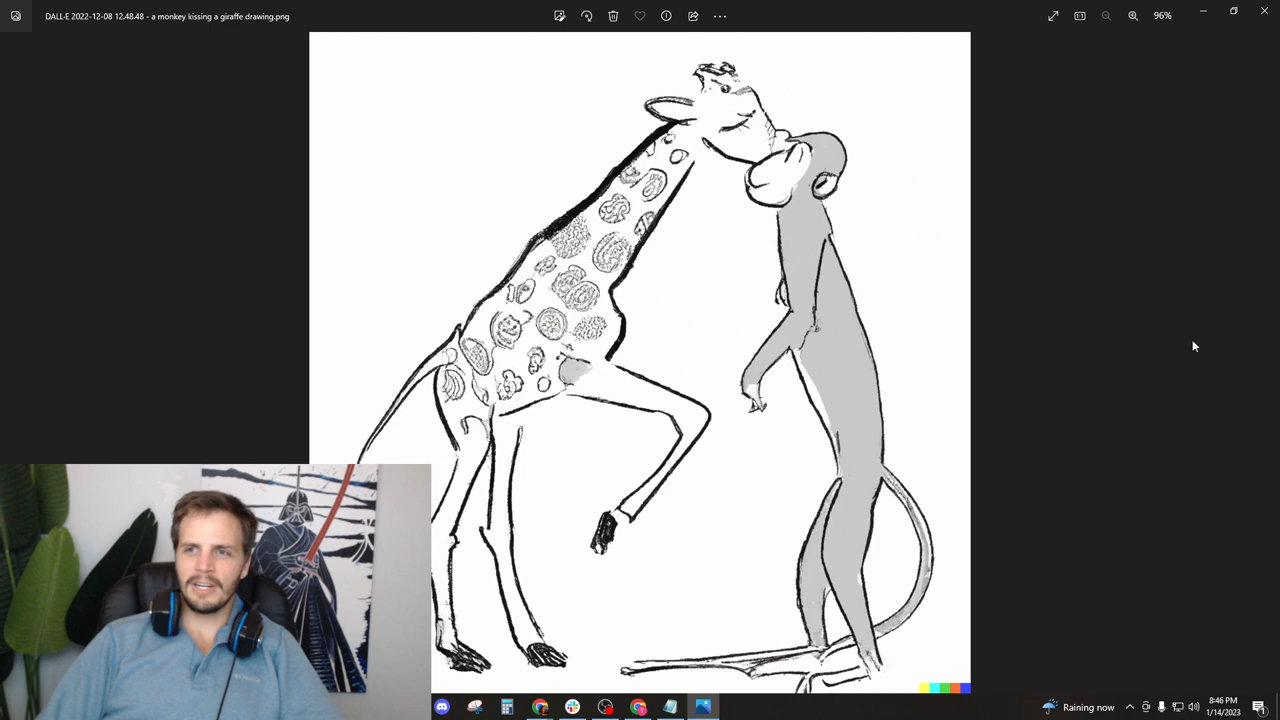 DALL·E 2022-12-08 12.48.48 - a monkey kissing a giraffe drawing.png
96%
Raining now
8:46 PM
1/14/2023